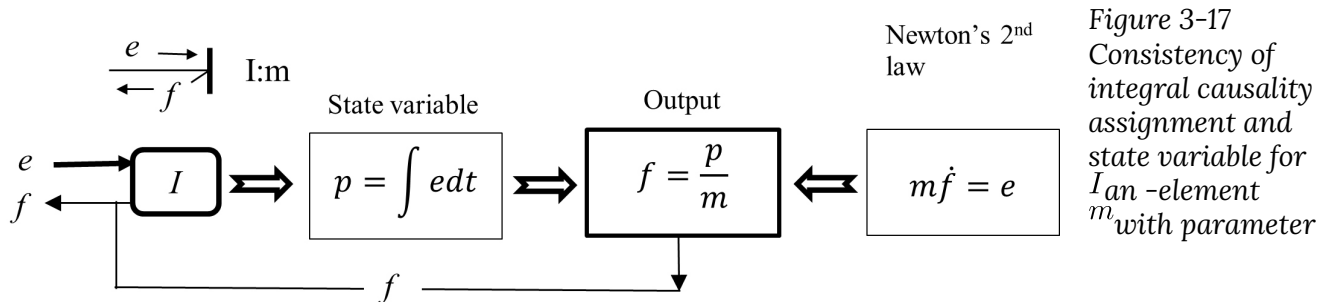 e
f
I:m
State variable
Output
Newton's 2nd
law
e
f
I
p = ∫ edt
f = p/m
mḟ = e
f
Figure 3-17
Consistency of
integral causality
assignment and
state variable for
I an -element
m with parameter